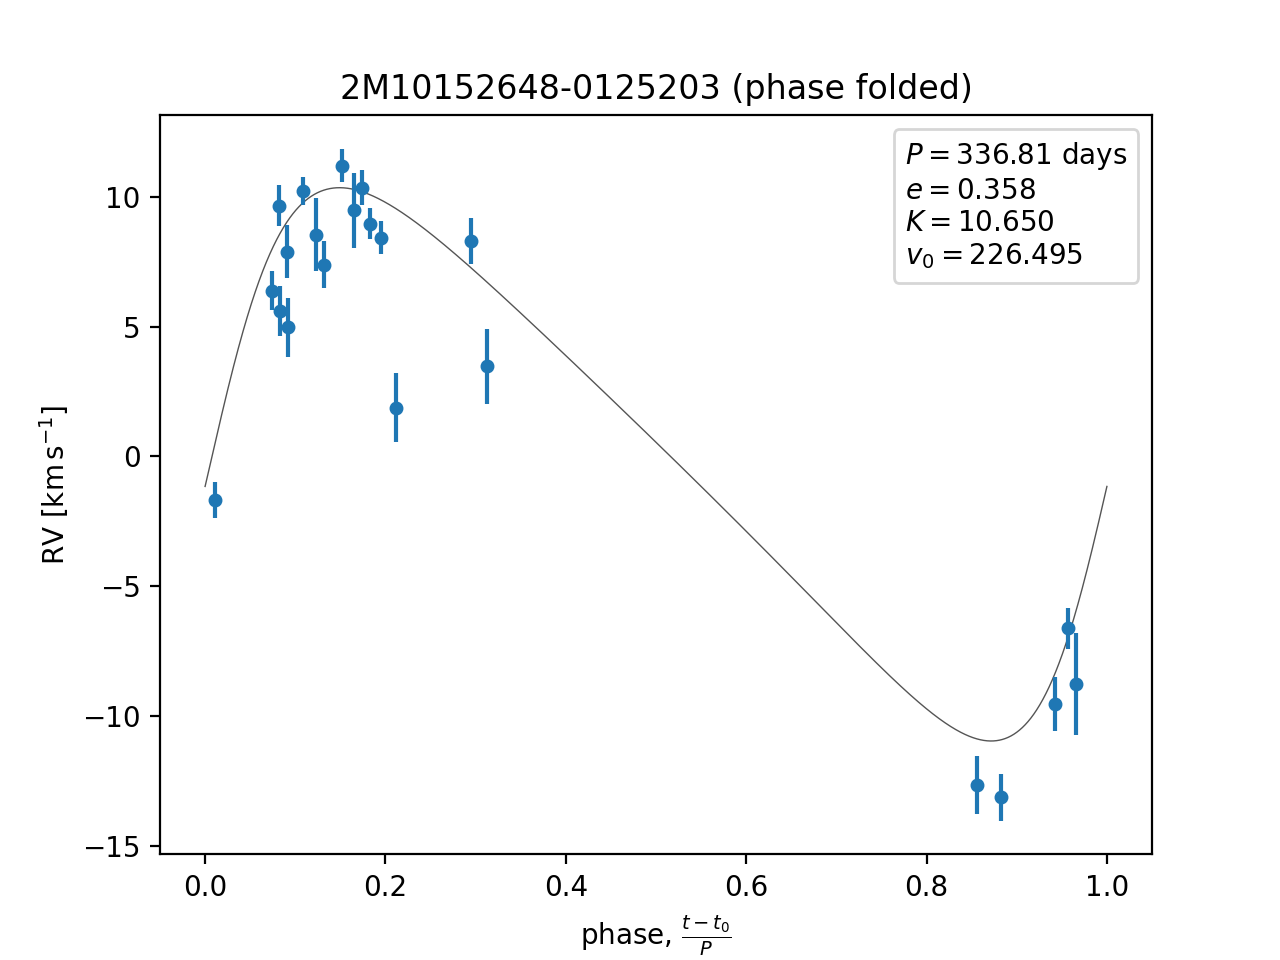 2M10152648-0125203 (phase folded)
P = 336.81 days
e = 0.358
K = 10.650
v₀ = 226.495
RV [km s⁻¹]
10
5
0
−5
−10
−15
0.0 0.2 0.4 0.6 0.8 1.0
phase, (t − t₀)/P